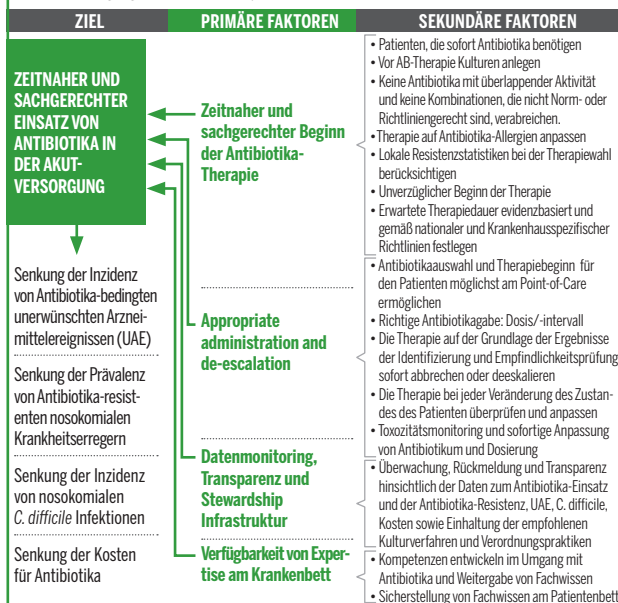 ZIEL
PRIMÄRE FAKTOREN
SEKUNDÄRE FAKTOREN
ZEITNAHER UND
SACHGERECHTER
EINSATZ VON
ANTIBIOTIKA IN
DER AKUT-
VERSORGUNG
Senkung der Inzidenz
von Antibiotika-bedingten
unerwünschten Arznei-
mittelereignissen (UAE)
Senkung der Prävalenz
von Antibiotika-resist-
enten nosokomialen
Krankheitserregern
Senkung der Inzidenz
von nosokomialen
C. difficile Infektionen
Senkung der Kosten
für Antibiotika
Zeitnaher und
sachgerechter Beginn
der Antibiotika-
Therapie
Appropriate
administration and
de-escalation
Datenmonitoring,
Transparenz und
Stewardship
Infrastruktur
Verfügbarkeit von Exper-
tise am Krankenbett
• Patienten, die sofort Antibiotika benötigen
• Vor AB-Therapie Kulturen anlegen
• Keine Antibiotika mit überlappender Aktivität
und keine Kombinationen, die nicht Norm- oder
Richtliniengerecht sind, verabreichen.
• Therapie auf Antibiotika-Allergien anpassen
• Lokale Resistenzstatistiken bei der Therapiewahl
berücksichtigen
• Unverzüglicher Beginn der Therapie
• Erwartete Therapiedauer evidenzbasiert und
gemäß nationaler und Krankenhausspezifischer
Richtlinien festlegen
• Antibiotikaauswahl und Therapiebeginn für
den Patienten möglichst am Point-of-Care
ermöglichen
• Richtige Antibiotikagabe: Dosis/-intervall
• Die Therapie auf der Grundlage der Ergebnisse
der Identifizierung und Empfindlichkeitsprüfung
sofort abbrechen oder deeskalieren
• Die Therapie bei jeder Veränderung des Zustan-
des des Patienten überprüfen und anpassen
• Toxozitätsmonitoring und sofortige Anpassung
von Antibiotikum und Dosierung
• Überwachung, Rückmeldung und Transparenz
hinsichtlich der Daten zum Antibiotika-Einsatz
und der Antibiotika-Resistenz, UAE, C. difficile,
Kosten sowie Einhaltung der empfohlenen
Kulturverfahren und Verordnungspraktiken
• Kompetenzen entwickeln im Umgang mit
Antibiotika und Weitergabe von Fachwissen
• Sicherstellung von Fachwissen am Patientenbett